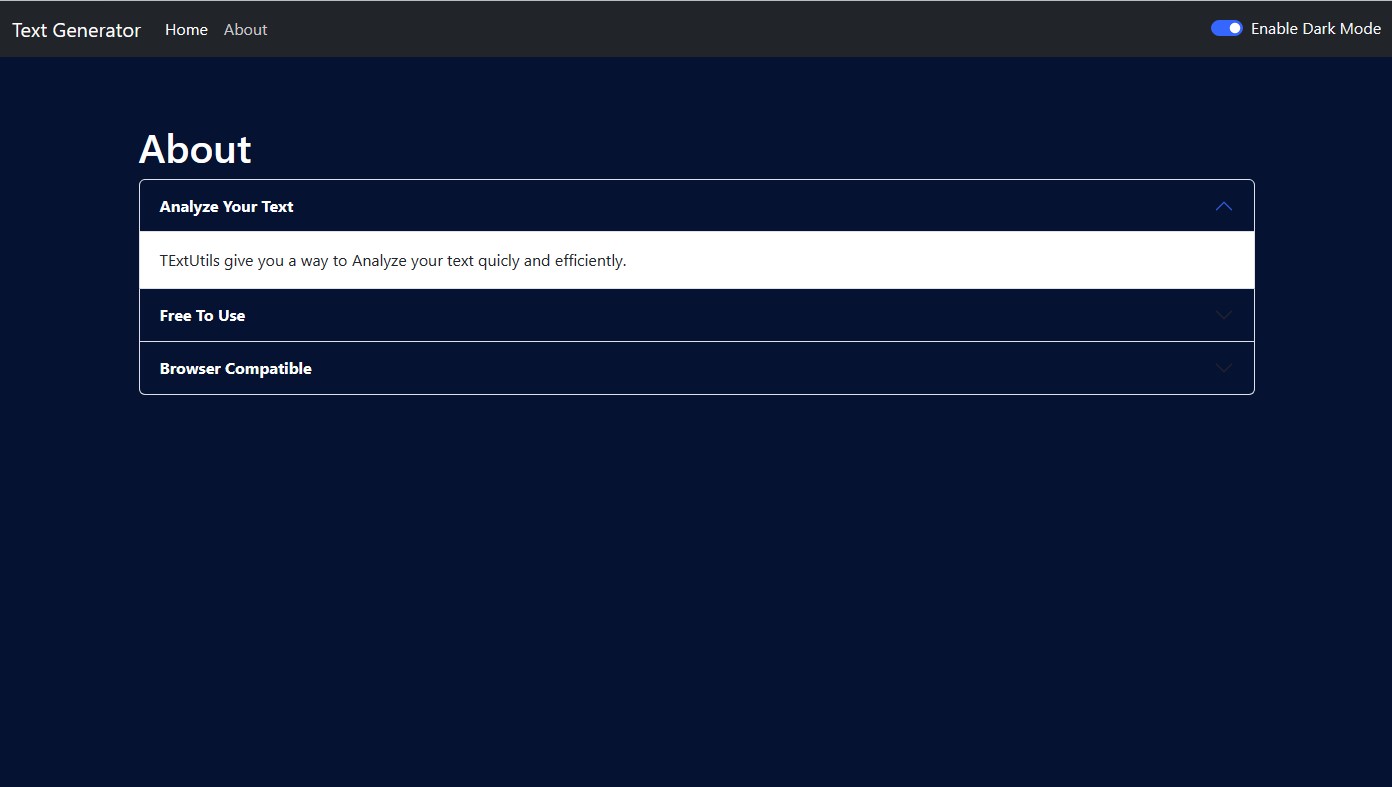 Text Generator Home About Enable Dark Mode
About
Analyze Your Text
TExtUtils give you a way to Analyze your text quicly and efficiently.
Free To Use
Browser Compatible